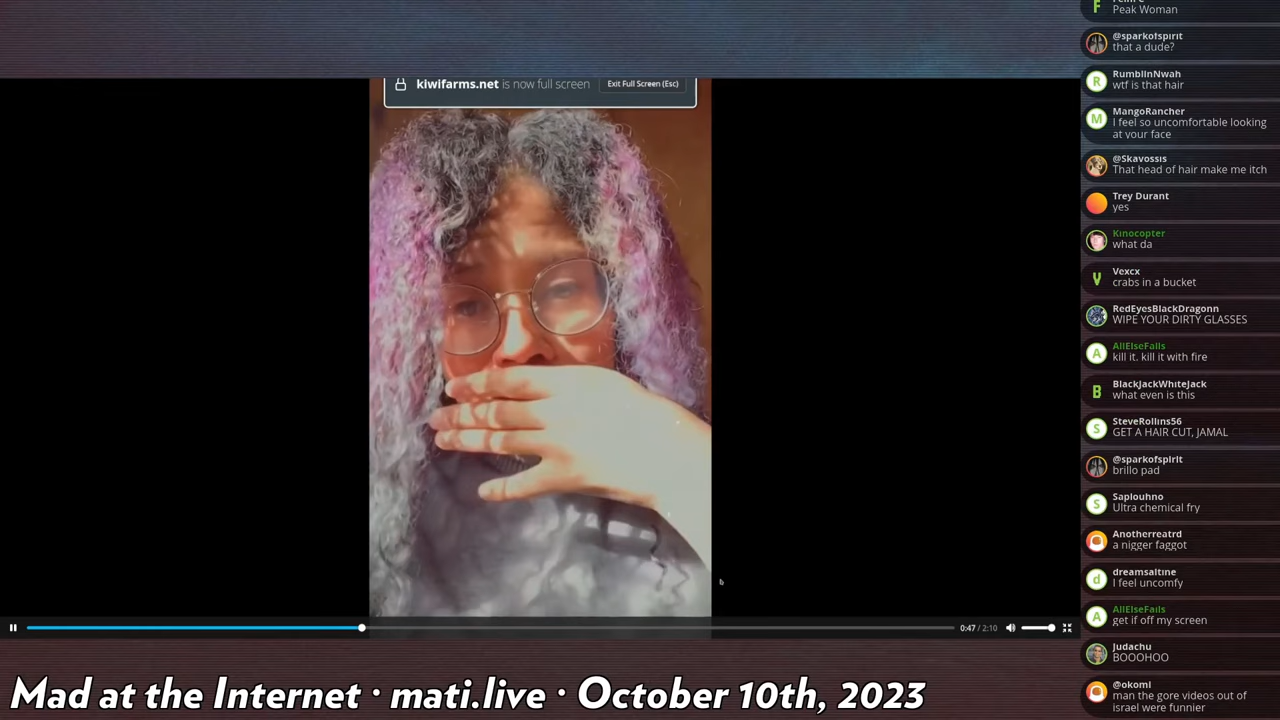 Peak Woman
@sparkofspirit
that a dude?
RumblinNwah
wtf is that hair
MangoRancher
I feel so uncomfortable looking
at your face
@Skavossis
That head of hair make me itch
Trey Durant
yes
Kinocopter
what da
Vexcx
crabs in a bucket
RedEyesBlackDragonn
WIPE YOUR DIRTY GLASSES
AllElseFails
kill it, kill it with fire
BlackJackWhiteJack
what even is this
SteveRollins56
GET A HAIR CUT, JAMAL
@sparkofspirit
brillo pad
Saplouhno
Ultra chemical fry
Anotherreatrd
a nigger faggot
dreamsaltine
I feel uncomfy
AllElseFails
get if off my screen
Judachu
BOOOHOO
@okomi
man the gore videos out of
israel were funnier
kiwifarms.net is now full screen
Exit Full Screen (Esc)
0:47 / 2:10
Mad at the Internet · mati.live · October 10th, 2023